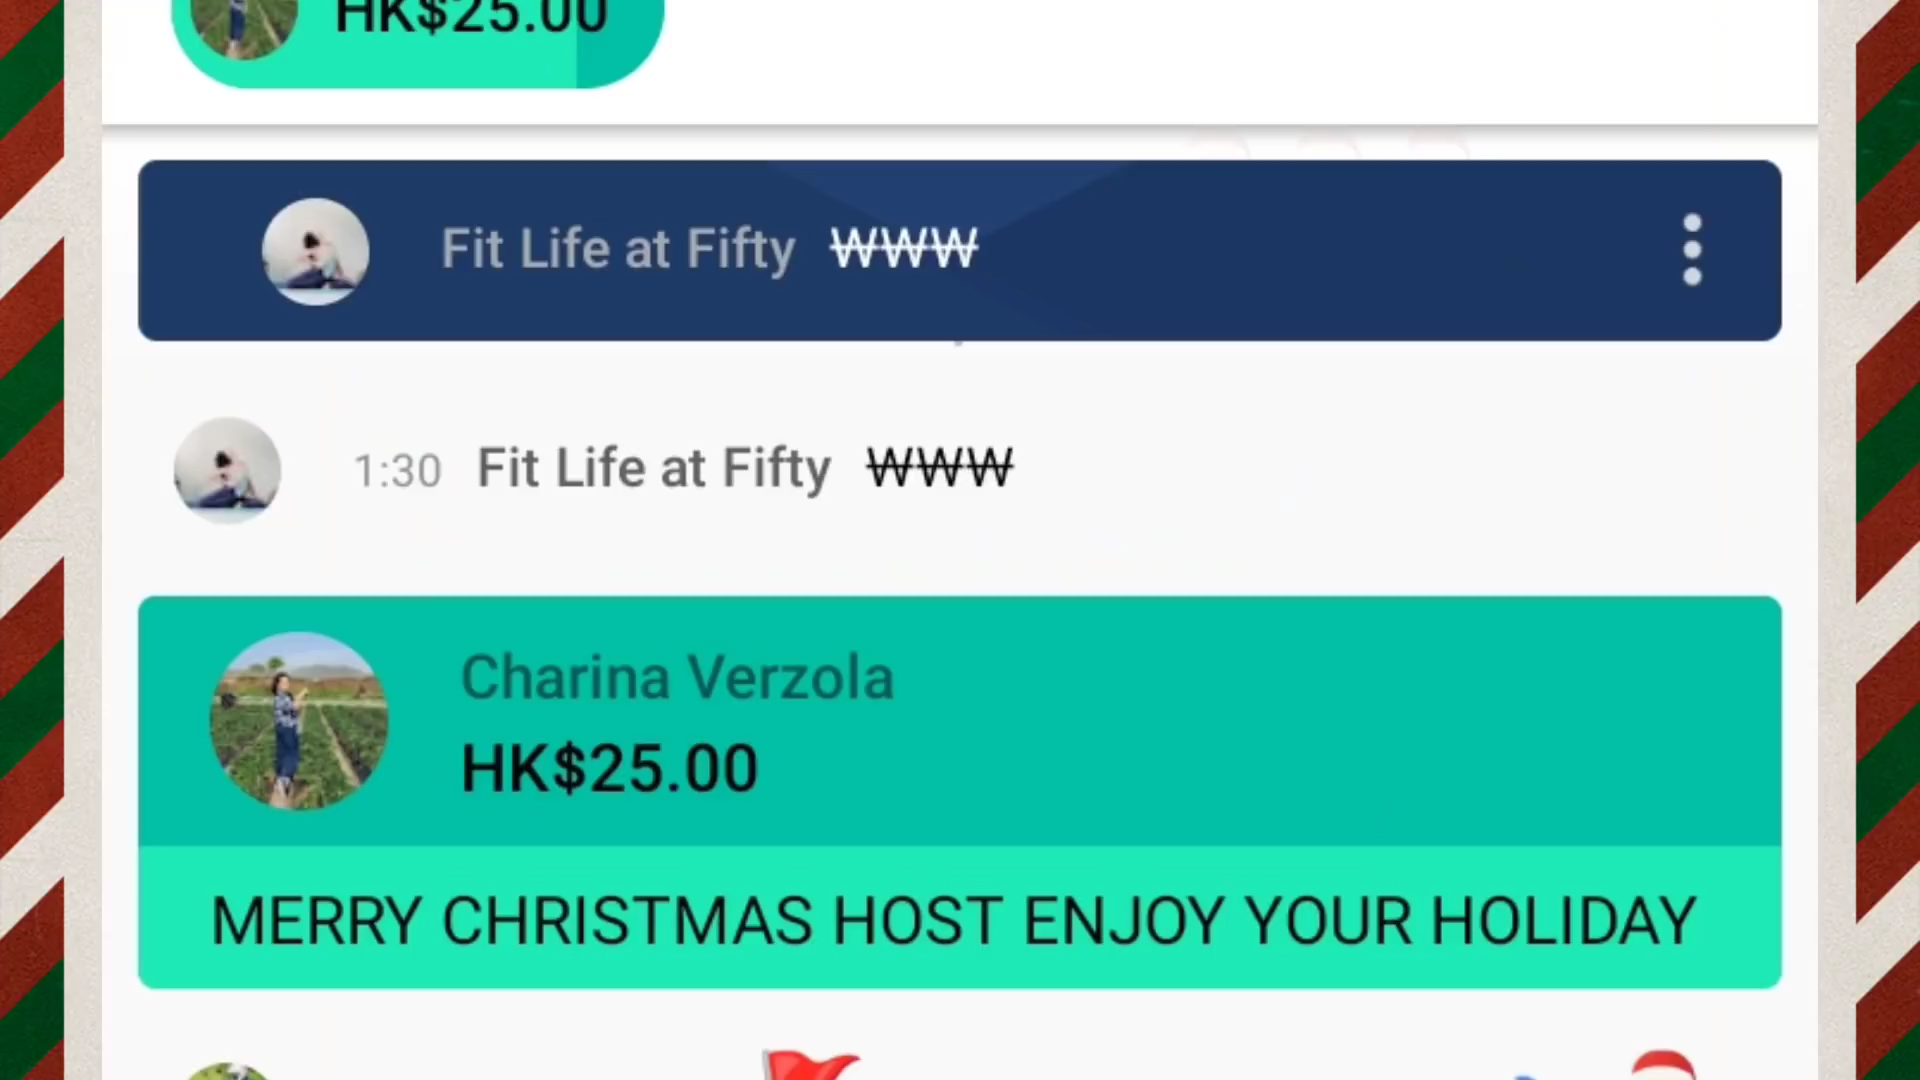 HK$25.00
Fit Life at Fifty ₩₩₩
1:30 Fit Life at Fifty ₩₩₩
Charina Verzola
HK$25.00
MERRY CHRISTMAS HOST ENJOY YOUR HOLIDAY